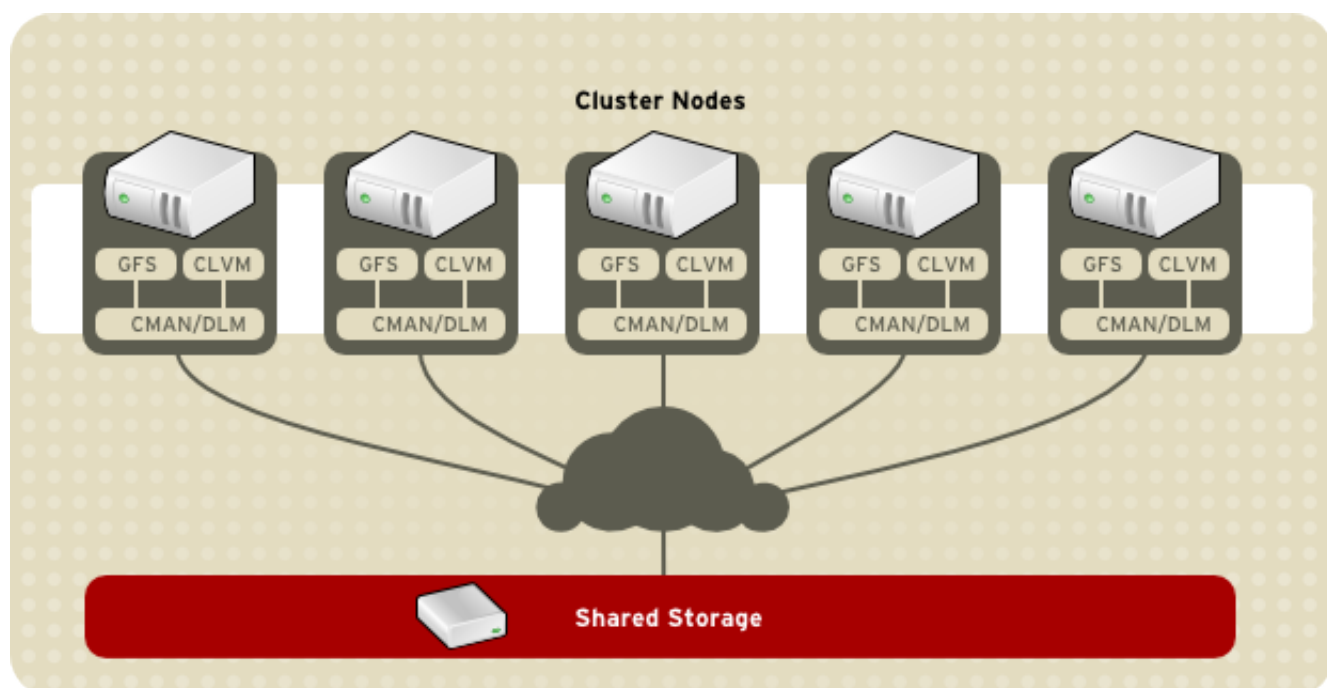 Cluster Nodes
GFS CLVM GFS CLVM GFS CLVM GFS CLVM GFS CLVM
CMAN/DLM CMAN/DLM CMAN/DLM CMAN/DLM CMAN/DLM
Shared Storage